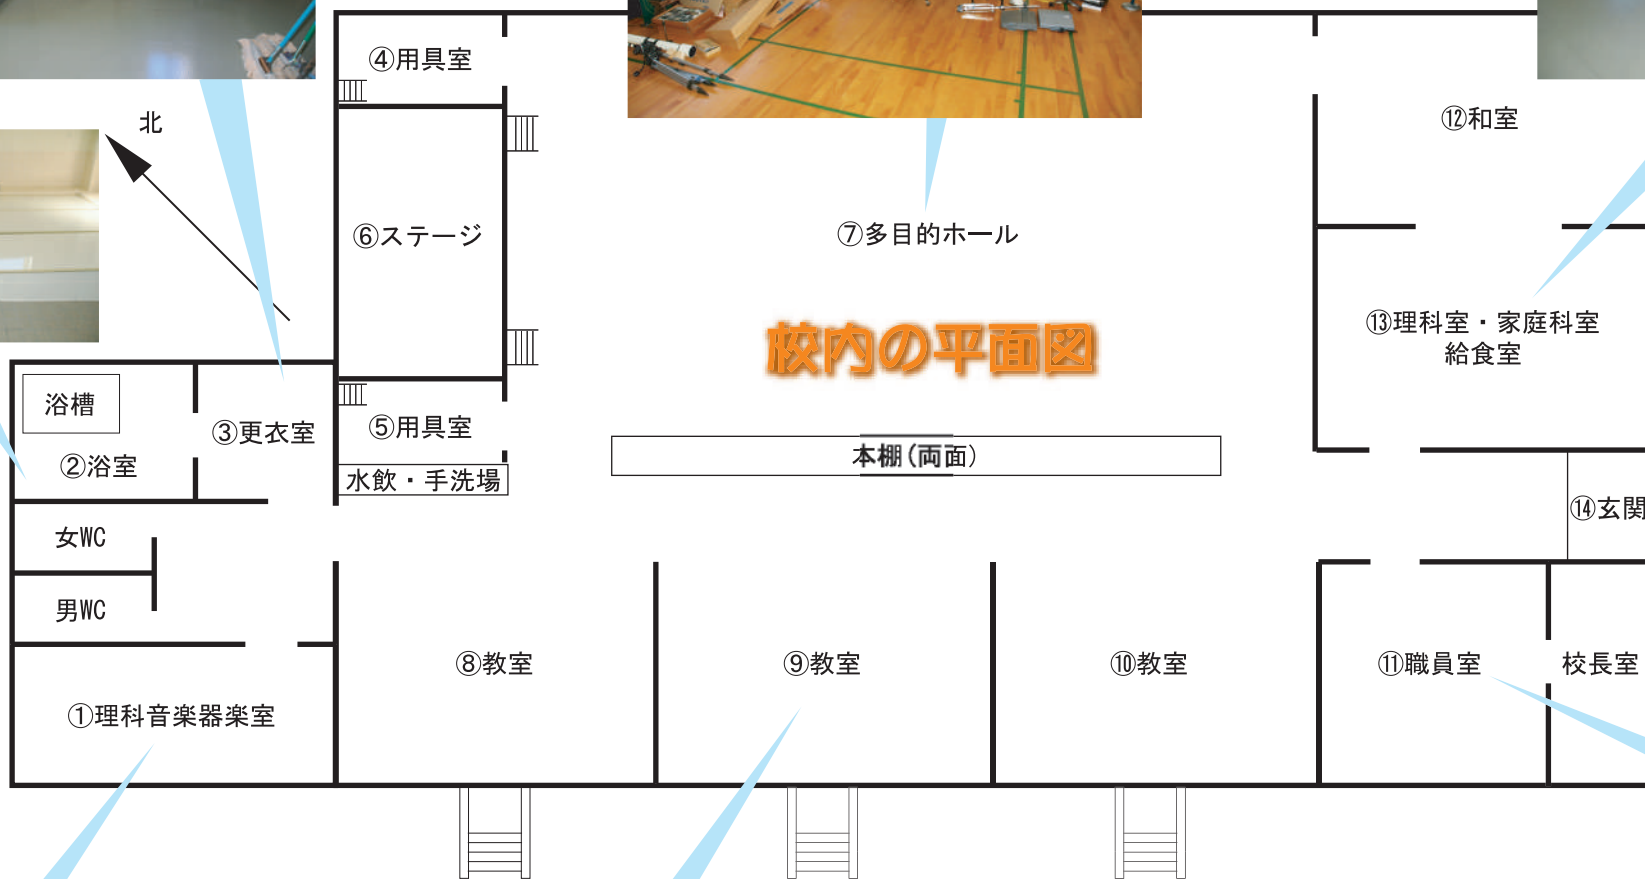 ④用具室
北
⑫和室
⑥ステージ
⑦多目的ホール
⑬理科室・家庭科室
給食室
校内の平面図
浴槽
③更衣室
⑤用具室
②浴室
本棚(両面)
水飲・手洗場
⑭玄関
女WC
男WC
⑧教室
⑨教室
⑩教室
⑪職員室
校長室
①理科音楽器楽室